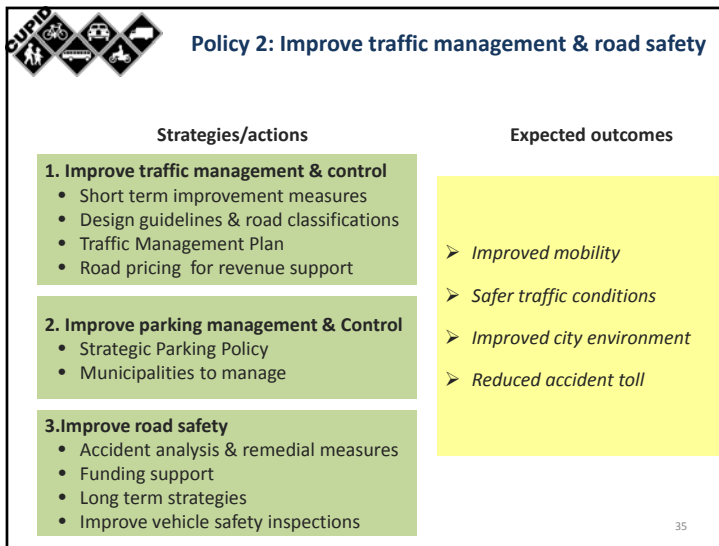 CUPID
Policy 2: Improve traffic management & road safety
Strategies/actions
1. Improve traffic management & control
• Short term improvement measures
• Design guidelines & road classifications
• Traffic Management Plan
• Road pricing for revenue support
2. Improve parking management & Control
• Strategic Parking Policy
• Municipalities to manage
3.Improve road safety
• Accident analysis & remedial measures
• Funding support
• Long term strategies
• Improve vehicle safety inspections
Expected outcomes
➢ Improved mobility
➢ Safer traffic conditions
➢ Improved city environment
➢ Reduced accident toll
35